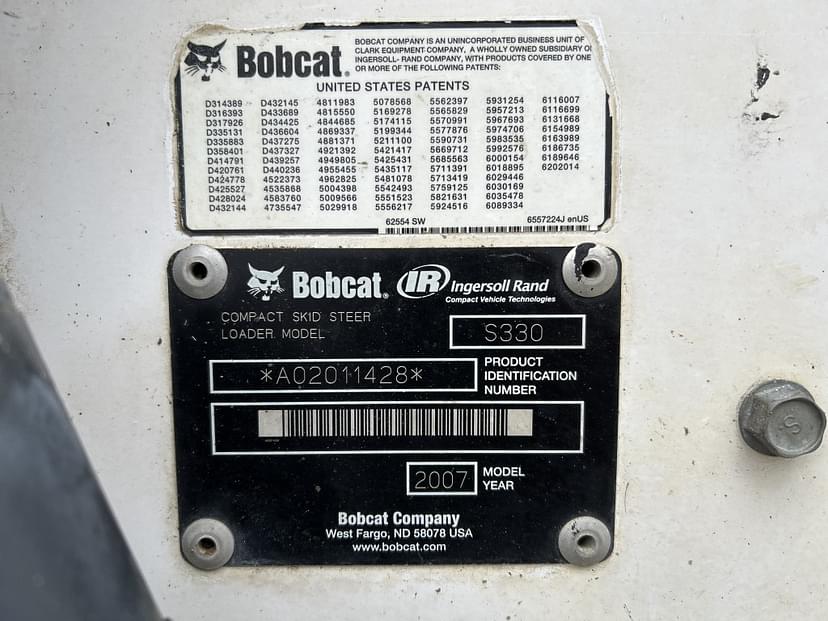 Bobcat.
BOBCAT COMPANY IS AN UNINCORPORATED BUSINESS UNIT OF
CLARK EQUIPMENT COMPANY, A WHOLLY OWNED SUBSIDIARY OF
INGERSOLL- RAND COMPANY, WITH PRODUCTS COVERED BY ONE
OR MORE OF THE FOLLOWING PATENTS:
UNITED STATES PATENTS
D314389 D432145 4811983 5078568 5562397 5931254 6116007
D316393 D433689 4815550 5169278 5565829 5957213 6116699
D317926 D434425 4844685 5174115 5570991 5967693 6131668
D335131 D436604 4869337 5199344 5577876 5974706 6154989
D335883 D437275 4881371 5211100 5590731 5983535 6163989
D358401 D437327 4921392 5421417 5669712 5992576 6186735
D414791 D439257 4949805 5425431 5685563 6000154 6189646
D420761 D440236 4955455 5435117 5711391 6018895 6202014
D424778 4522373 4962825 5481078 5713419 6029446
D425527 4535868 5004398 5542493 5759125 6030169
D428024 4583760 5009566 5551523 5821631 6035478
D432144 4735547 5029918 5556217 5924516 6089334
62554 SW 6557224J enUS
Bobcat. IR Ingersoll Rand
Compact Vehicle Technologies
COMPACT SKID STEER
LOADER MODEL S330
*A02011428* PRODUCT
IDENTIFICATION
NUMBER
2007 MODEL
YEAR
Bobcat Company
West Fargo, ND 58078 USA
www.bobcat.com
S